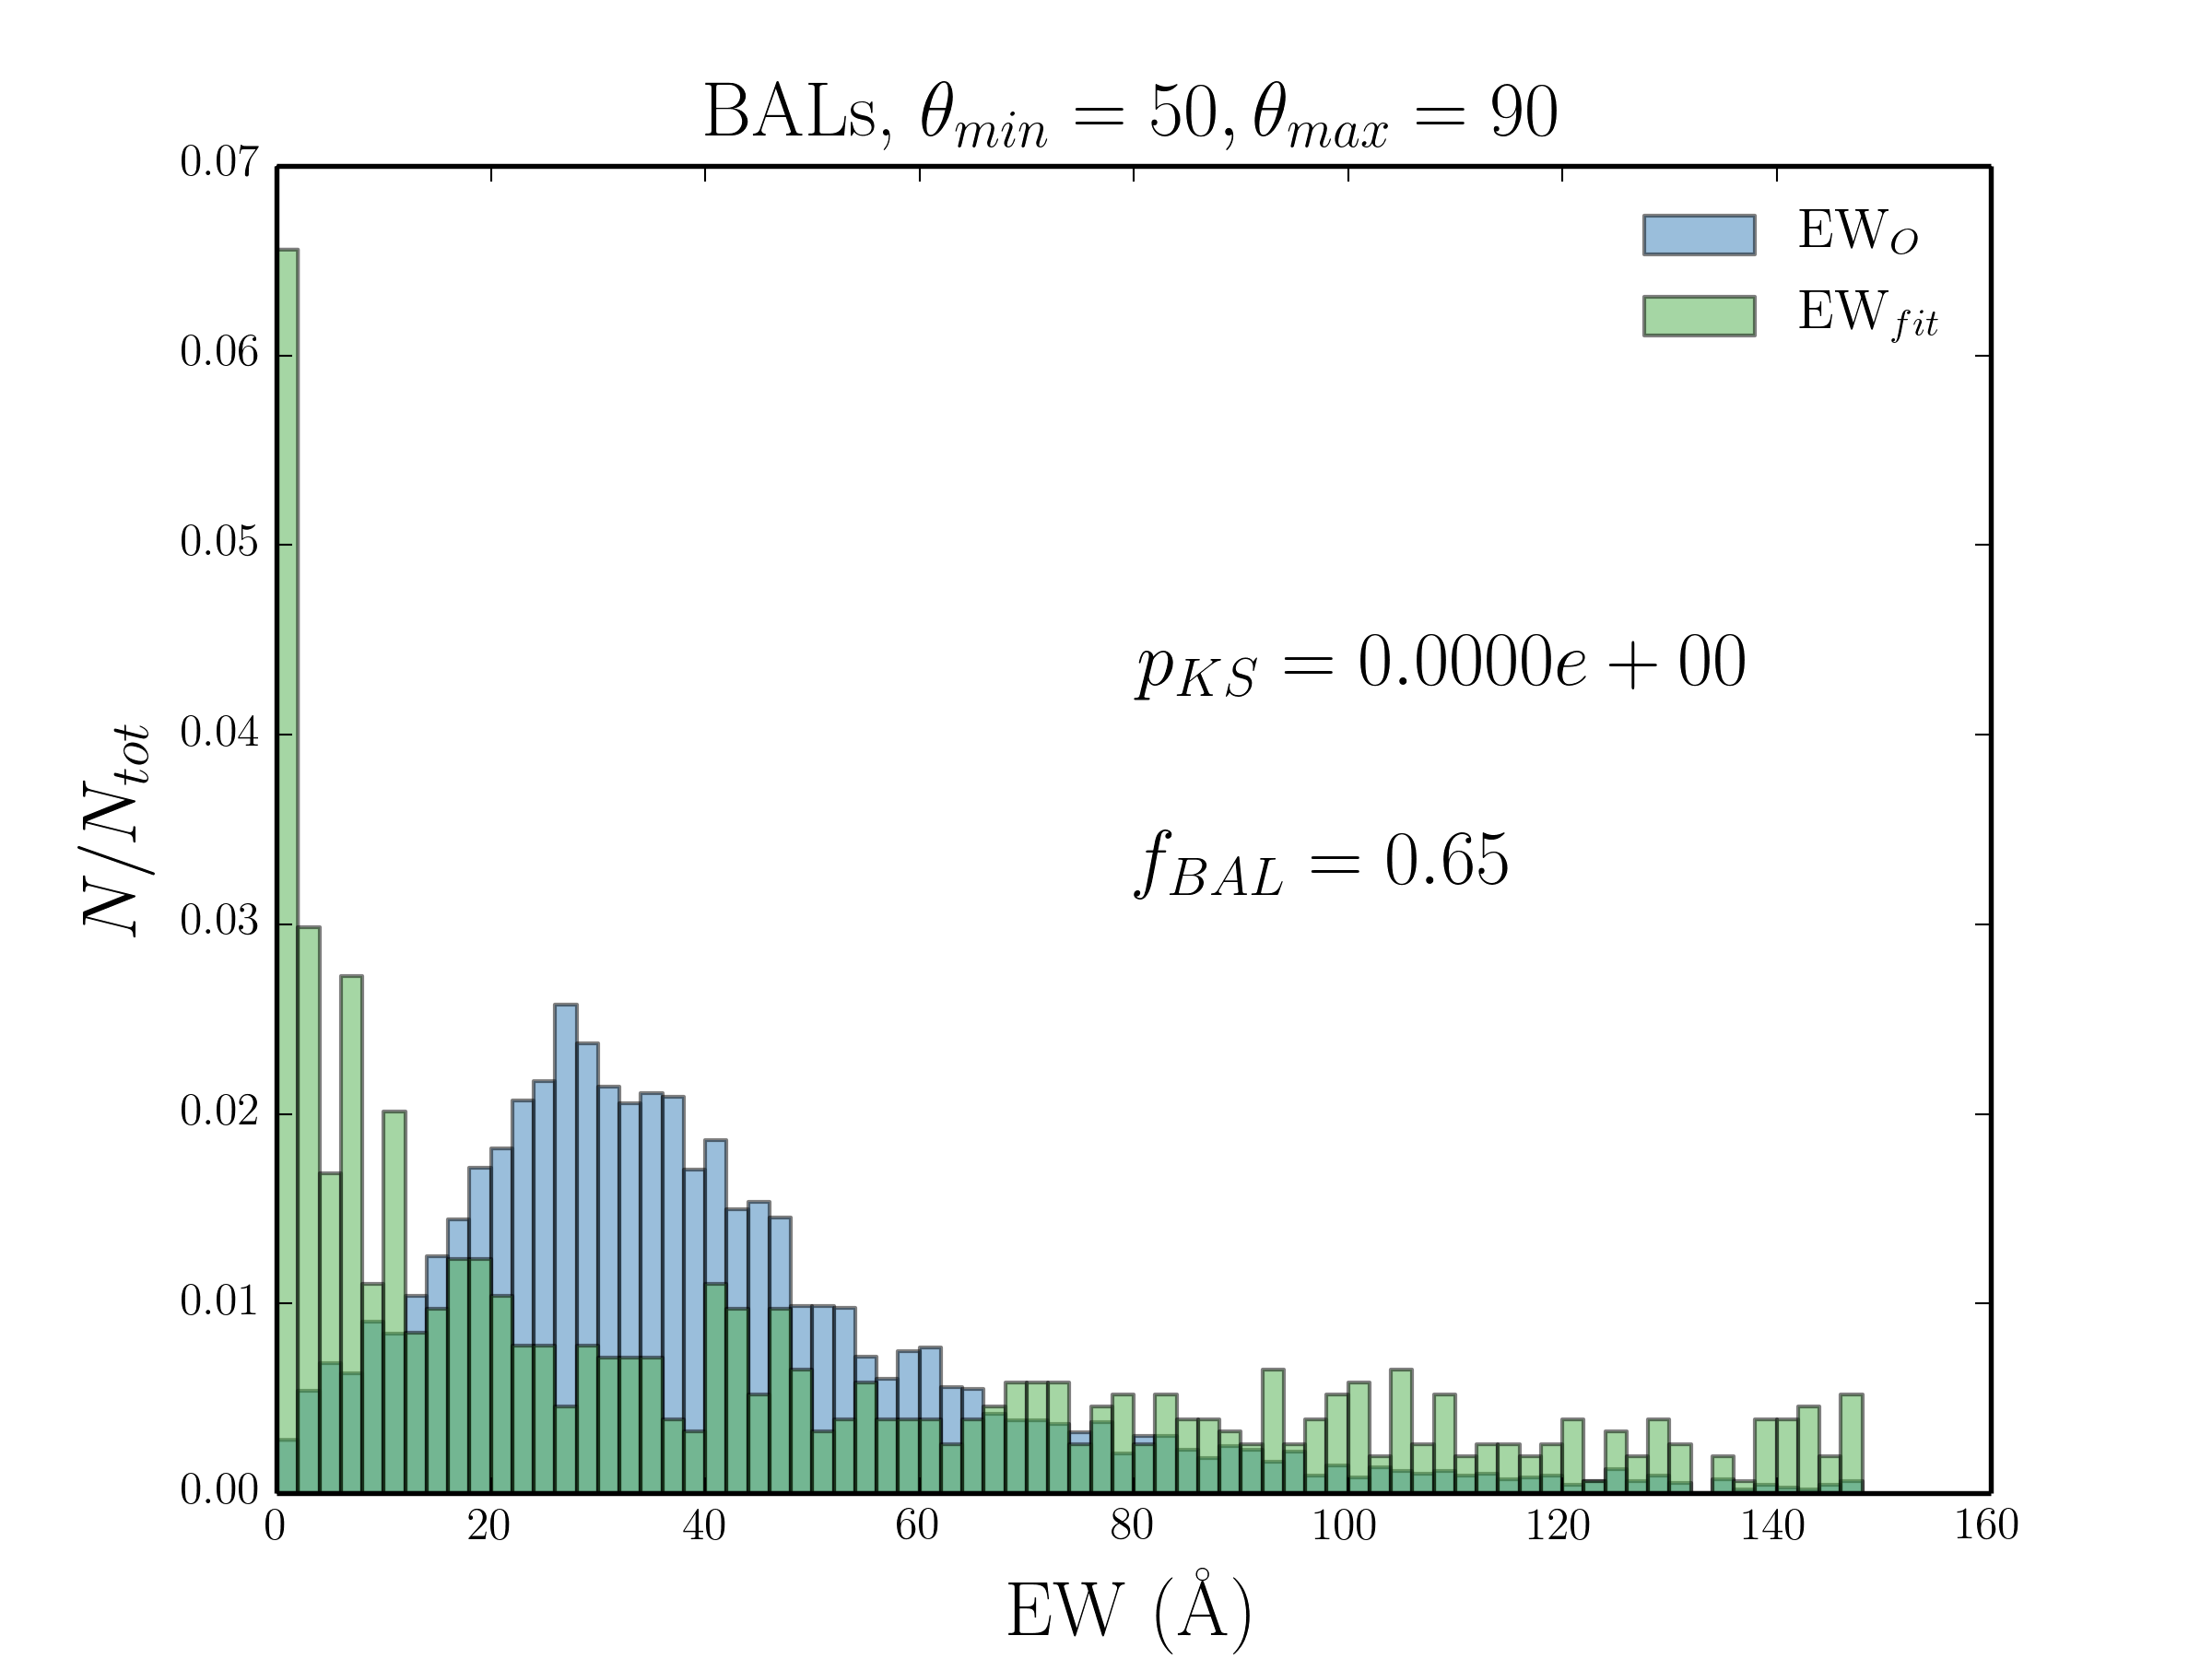 BALs, θ_min = 50, θ_max = 90
0.07
0.06
0.05
0.04
0.03
0.02
0.01
0.00
N/N_tot
EW_O
EW_fit
p_KS = 0.0000e + 00
f_BAL = 0.65
0 20 40 60 80 100 120 140 160
EW (Å)